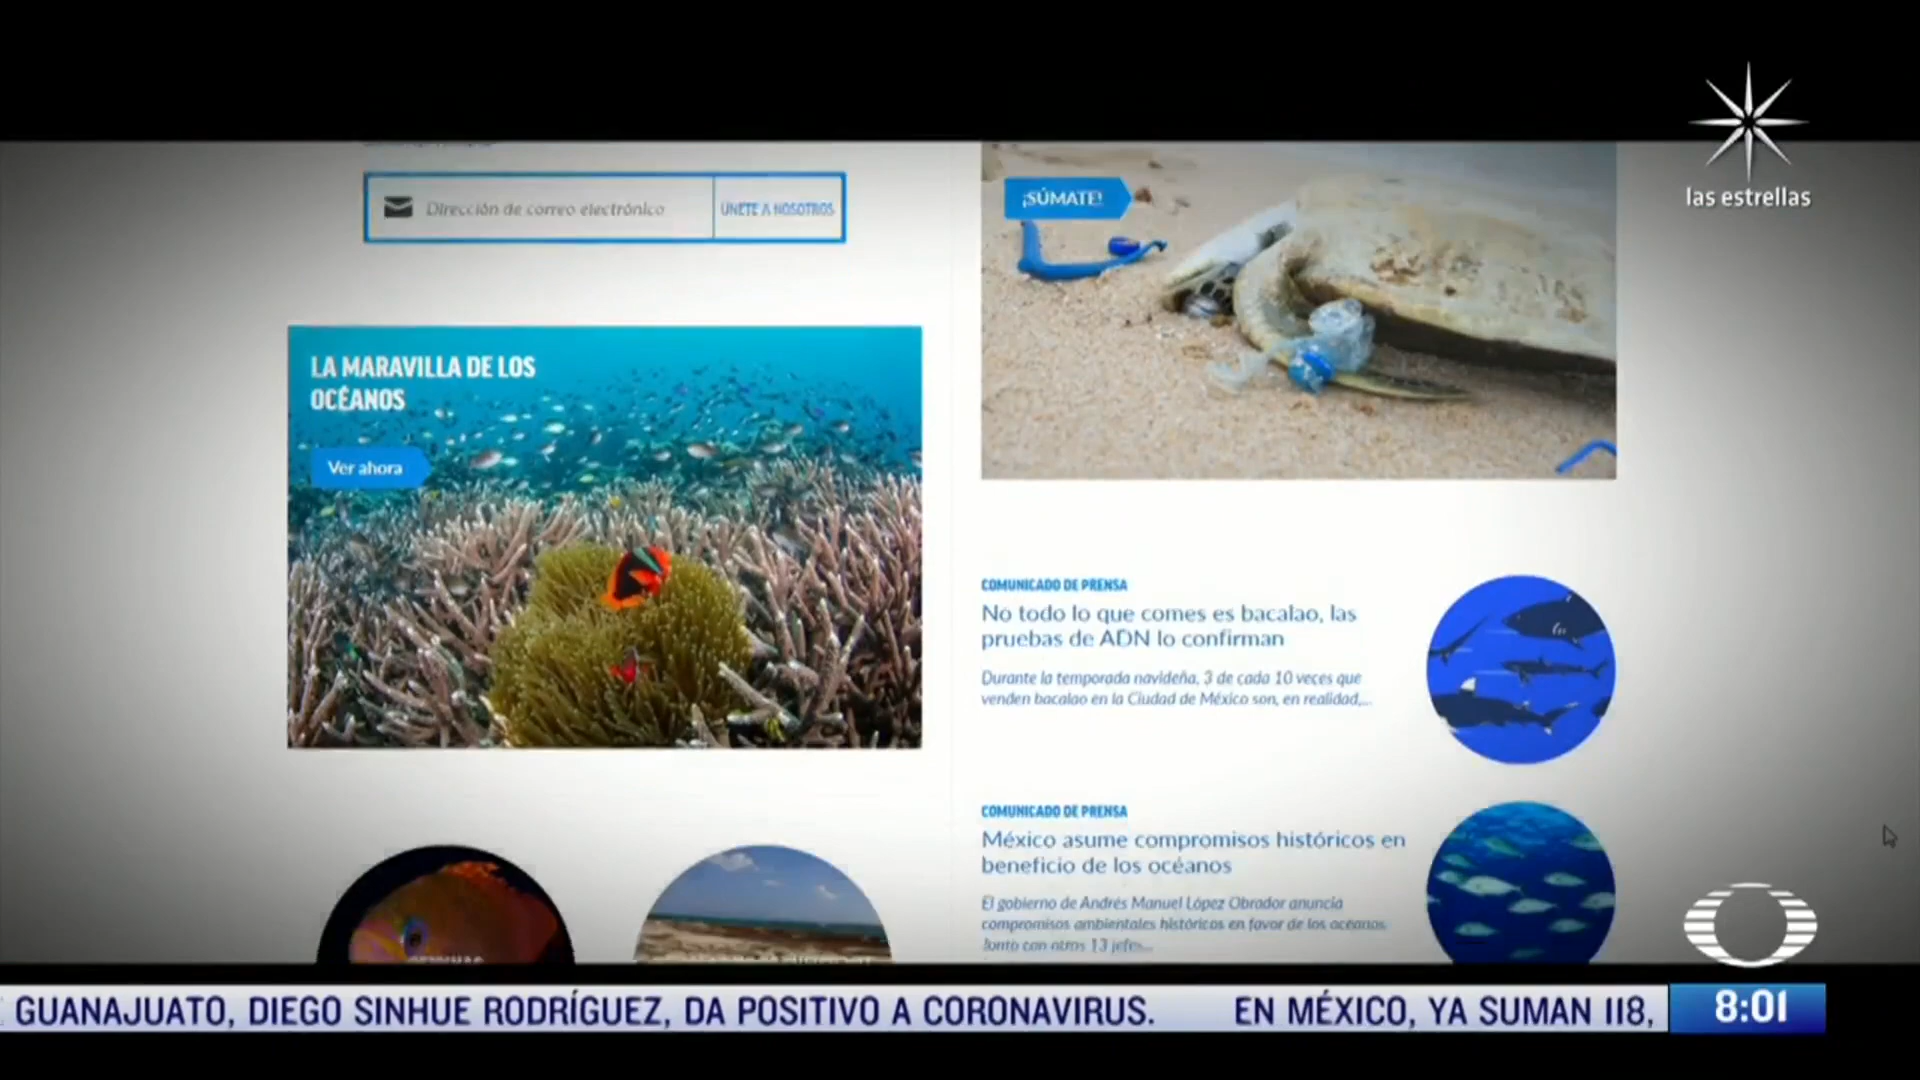 las estrellas
Dirección de correo electrónico
ÚNETE A NOSOTROS
¡SÚMATE!
LA MARAVILLA DE LOS
OCÉANOS
Ver ahora
COMUNICADO DE PRENSA
No todo lo que comes es bacalao, las
pruebas de ADN lo confirman
Durante la temporada navideña, 3 de cada 10 veces que
venden bacalao en la Ciudad de México son, en realidad,...
COMUNICADO DE PRENSA
México asume compromisos históricos en
beneficio de los océanos
El gobierno de Andrés Manuel López Obrador anuncia
compromisos ambientales históricos en favor de los océanos.
Junto con otros 13 jefes...
GUANAJUATO, DIEGO SINHUE RODRÍGUEZ, DA POSITIVO A CORONAVIRUS. EN MÉXICO, YA SUMAN 118,
8:01